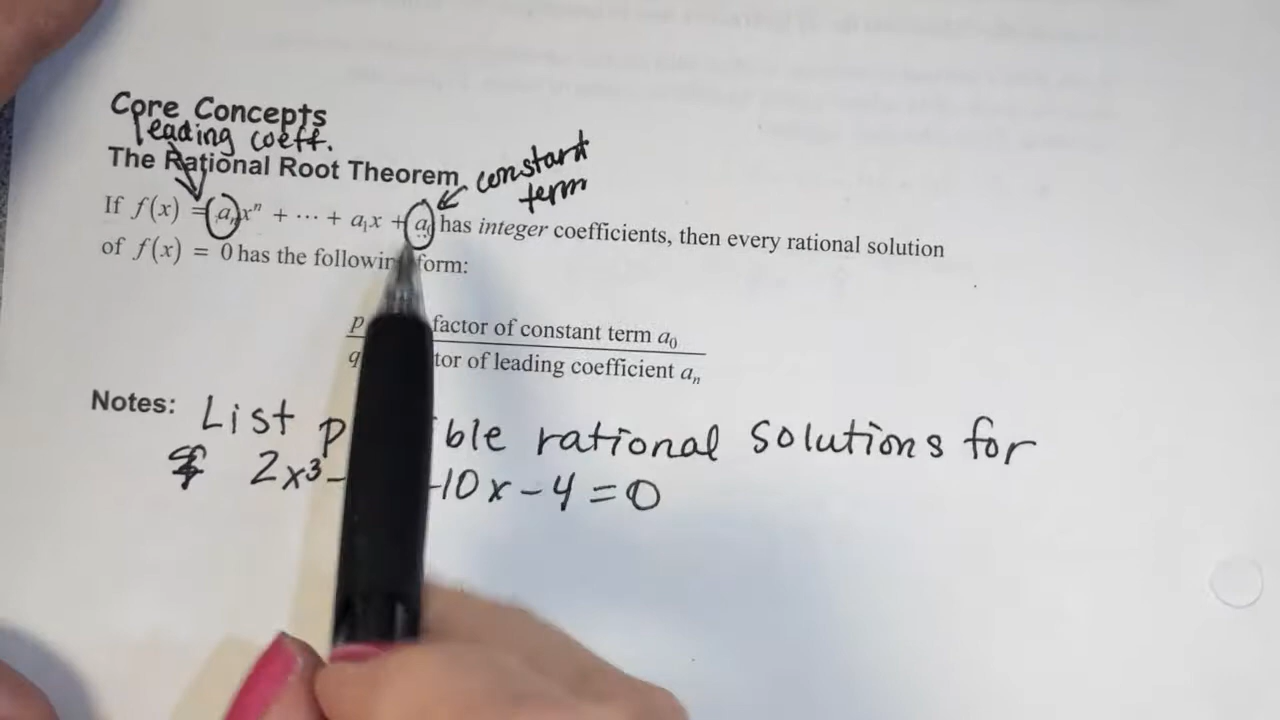 Core Concepts
leading coeff.
The Rational Root Theorem
constant
term
If f(x) = aₙxⁿ + ⋯ + a₁x + a₀ has integer coefficients, then every rational solution
of f(x) = 0 has the following form:
p factor of constant term a₀
q of leading coefficient aₙ
Notes: List rational solutions for
2x³ - -10x - 4 = 0